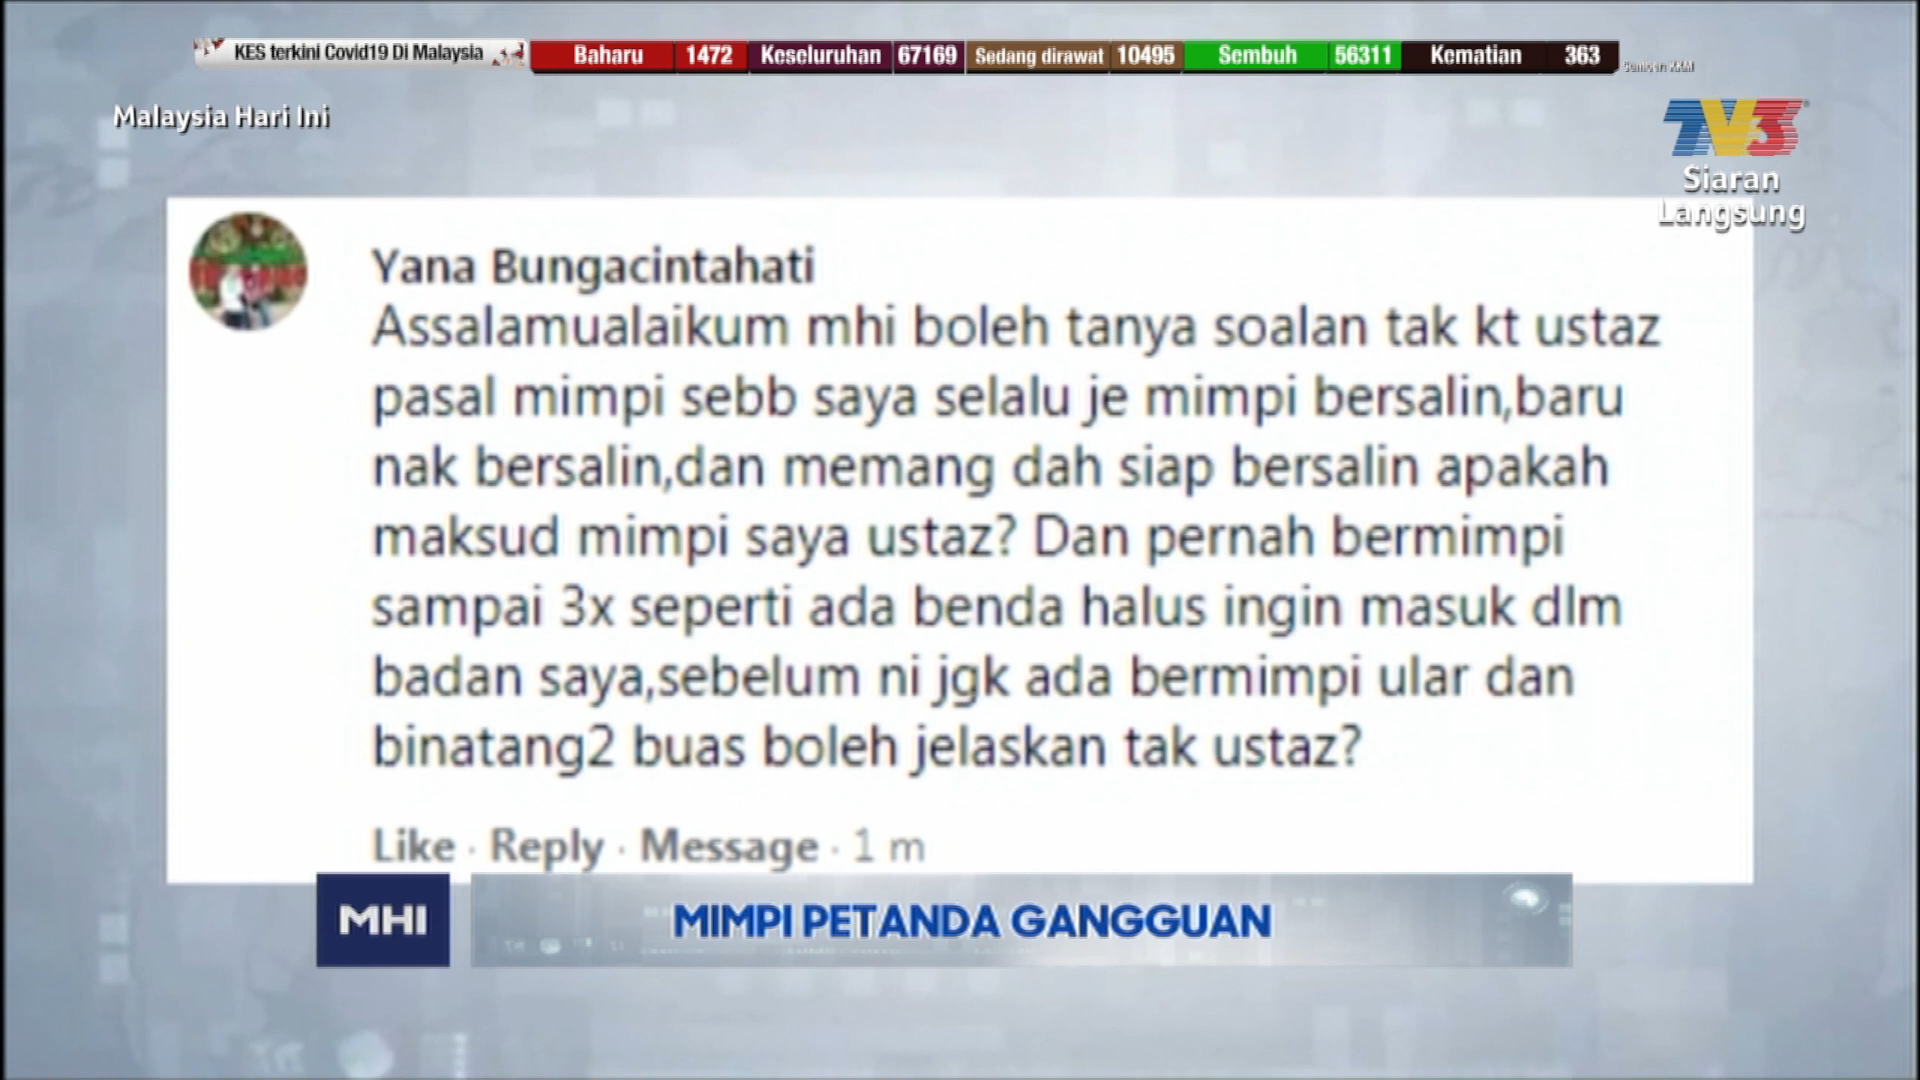 KES terkini Covid19 Di Malaysia Baharu 1472 Keseluruhan 67169 Sedang dirawat 10495 Sembuh 56311 Kematian 363
Sumber: KKM
Malaysia Hari Ini
TV3
Siaran
Langsung
Yana Bungacintahati
Assalamualaikum mhi boleh tanya soalan tak kt ustaz
pasal mimpi sebb saya selalu je mimpi bersalin,baru
nak bersalin,dan memang dah siap bersalin apakah
maksud mimpi saya ustaz? Dan pernah bermimpi
sampai 3x seperti ada benda halus ingin masuk dlm
badan saya,sebelum ni jgk ada bermimpi ular dan
binatang2 buas boleh jelaskan tak ustaz?
Like · Reply · Message · 1 m
MHI MIMPI PETANDA GANGGUAN